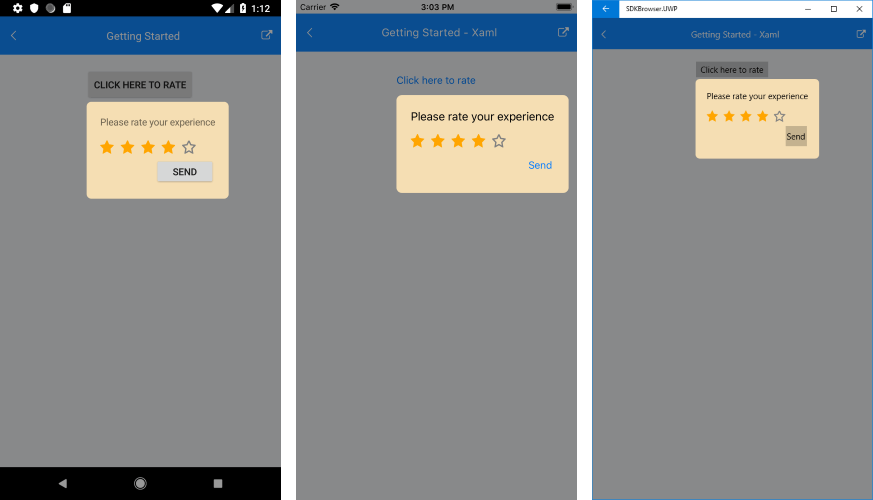 1:12
Getting Started
CLICK HERE TO RATE
Please rate your experience
SEND
Carrier 3:03 PM
Getting Started - Xaml
Click here to rate
Please rate your experience
Send
SDKBrowser.UWP
Getting Started - Xaml
Click here to rate
Please rate your experience
Send